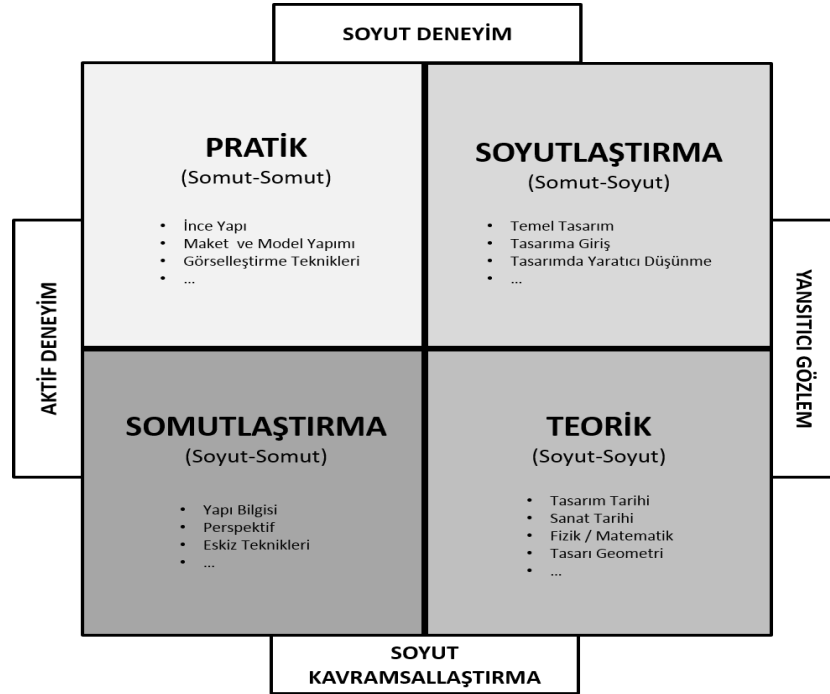 SOYUT DENEYİM
PRATİK
(Somut-Somut)
• İnce Yapı
• Maket ve Model Yapımı
• Görselleştirme Teknikleri
• ...
SOYUTLAŞTIRMA
(Somut-Soyut)
• Temel Tasarım
• Tasarıma Giriş
• Tasarımda Yaratıcı Düşünme
• ...
AKTİF DENEYİM
YANSITICI GÖZLEM
SOMUTLAŞTIRMA
(Soyut-Somut)
• Yapı Bilgisi
• Perspektif
• Eskiz Teknikleri
• ...
TEORİK
(Soyut-Soyut)
• Tasarım Tarihi
• Sanat Tarihi
• Fizik / Matematik
• Tasarı Geometri
• ...
SOYUT
KAVRAMSALLAŞTIRMA